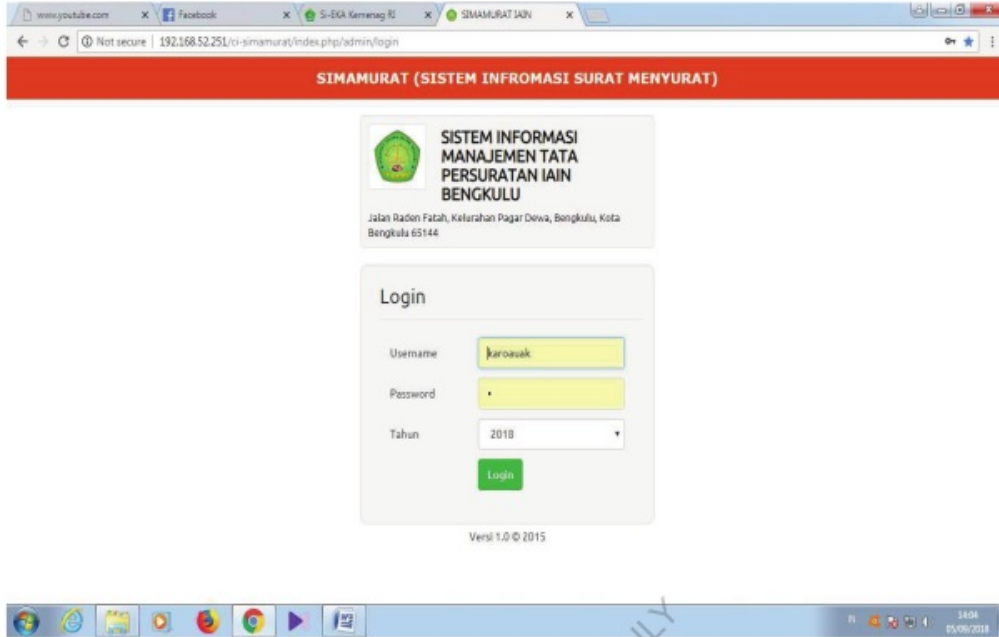 www.youtube.com
Facebook
Si-EKA Kemenag RI
SIMAMURAT IAIN
Not secure | 192.168.52.251/ci-simamurat/index.php/admin/login
SIMAMURAT (SISTEM INFROMASI SURAT MENYURAT)
SISTEM INFORMASI
MANAJEMEN TATA
PERSURATAN IAIN
BENGKULU
Jalan Raden Fatah, Kelurahan Pagar Dewa, Bengkulu, Kota
Bengkulu 65144
Login
Username
karoauak
Password
Tahun
2018
Login
Versi 1.0 © 2015
14:04
05/09/2018